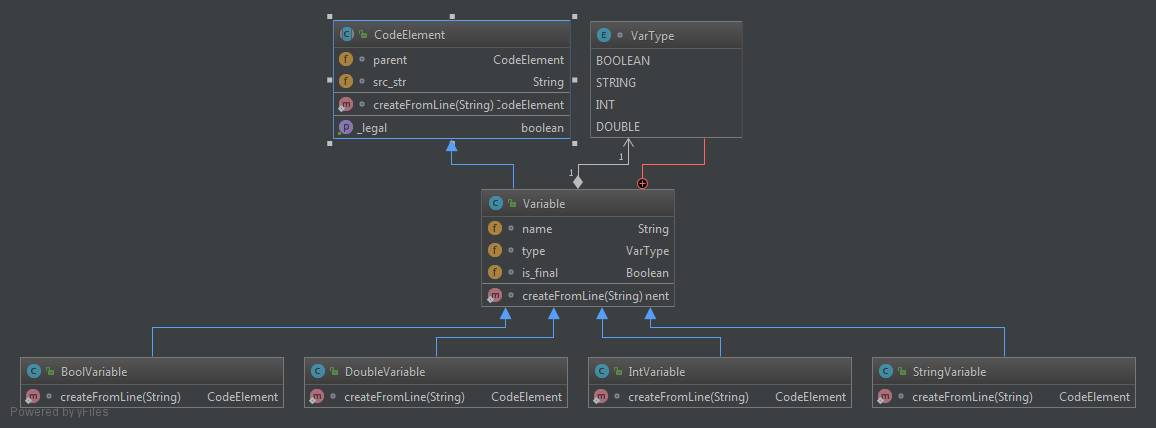 CodeElement
parent CodeElement
src_str String
createFromLine(String) CodeElement
_legal boolean
VarType
BOOLEAN
STRING
INT
DOUBLE
1
1
Variable
name String
type VarType
is_final Boolean
createFromLine(String) nent
BoolVariable
createFromLine(String) CodeElement
DoubleVariable
createFromLine(String) CodeElement
IntVariable
createFromLine(String) CodeElement
StringVariable
createFromLine(String) CodeElement
Powered by yFiles